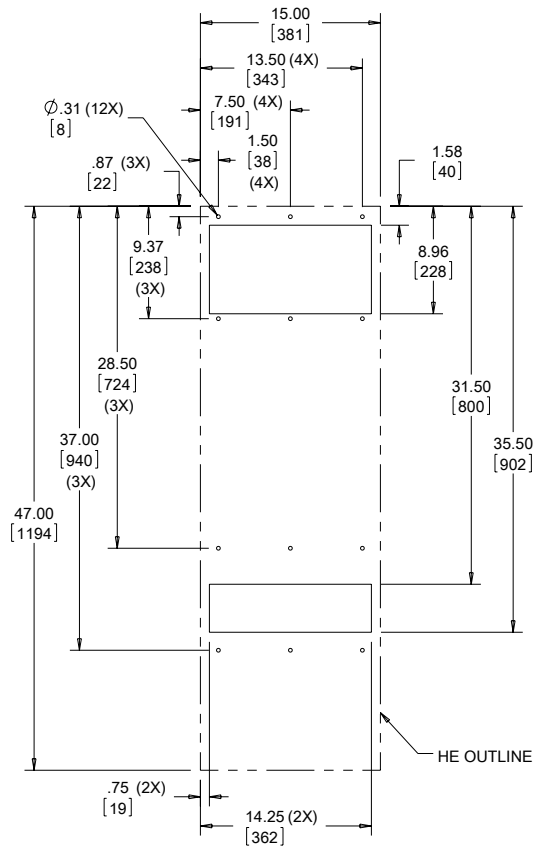 15.00
[381]
13.50 (4X)
[343]
7.50 (4X)
[191]
∅.31 (12X)
[8]
1.50
[38]
(4X)
.87 (3X)
[22]
1.58
[40]
9.37
[238]
(3X)
8.96
[228]
28.50
[724]
(3X)
31.50
[800]
37.00
[940]
(3X)
35.50
[902]
47.00
[1194]
HE OUTLINE
.75 (2X)
[19]
14.25 (2X)
[362]